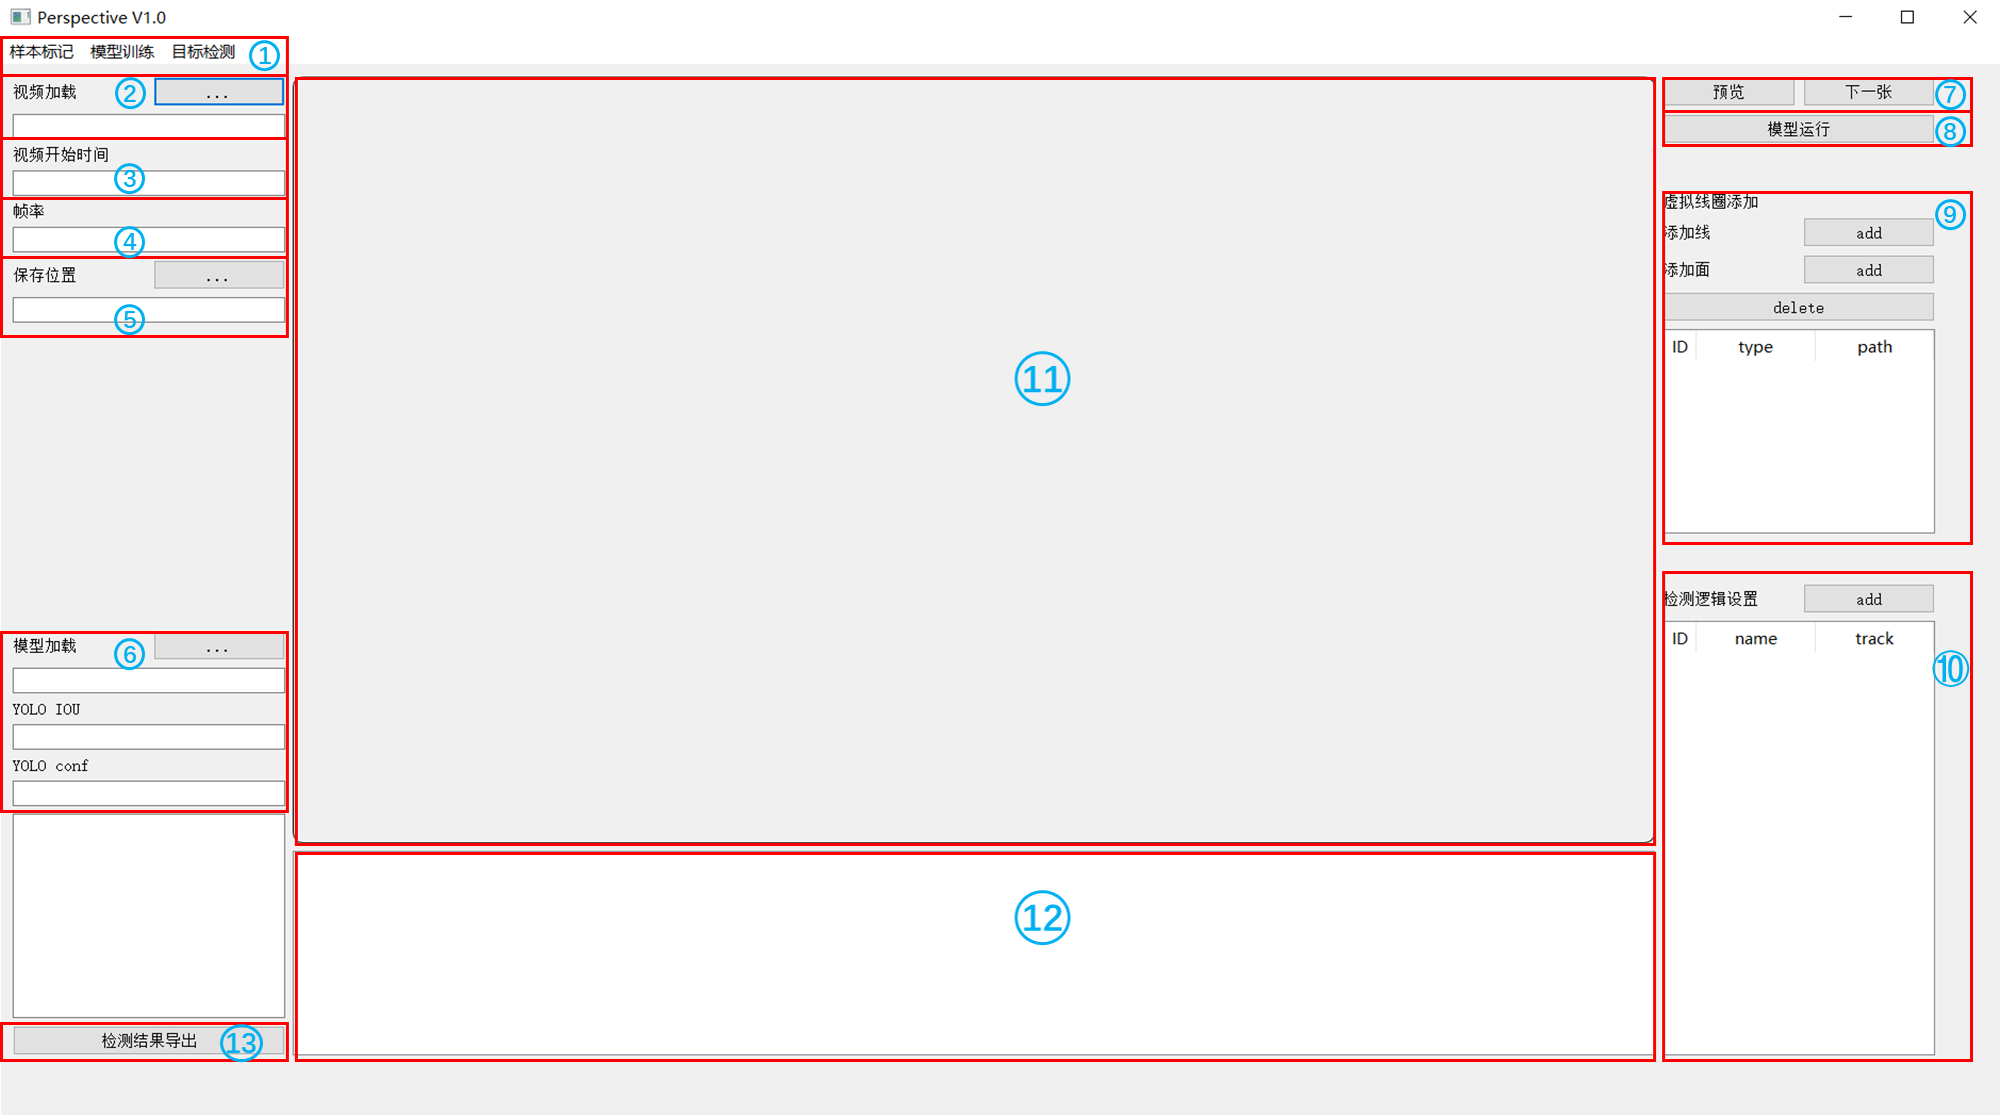 Perspective V1.0
样本标记 模型训练 目标检测 ①
视频加载 ② ...
视频开始时间
③
帧率
④
保存位置 ...
⑤
模型加载 ⑥ ...
YOLO IOU
YOLO conf
检测结果导出 ⑬
⑪
⑫
预览 下一张 ⑦
模型运行 ⑧
虚拟线圈添加 ⑨
添加线 add
添加面 add
delete
ID type path
检测逻辑设置 add
ID name track
⑩